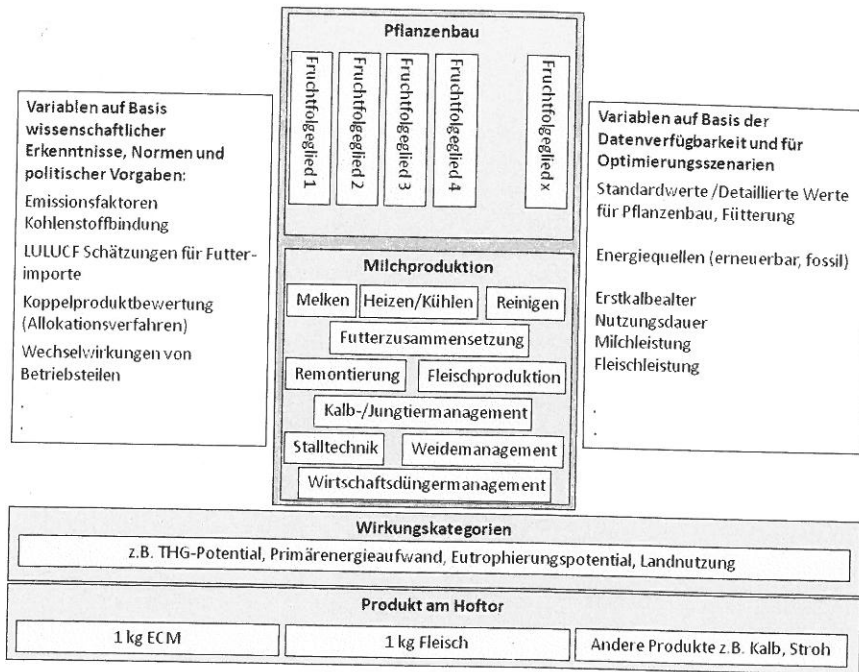 Pflanzenbau
Fruchtfolgeglied 1
Fruchtfolgeglied 2
Fruchtfolgeglied 3
Fruchtfolgeglied 4
Fruchtfolgeglied x
Variablen auf Basis
wissenschaftlicher
Erkenntnisse, Normen und
politischer Vorgaben:
Emissionsfaktoren
Kohlenstoffbindung
LULUCF Schätzungen für Futter-
importe
Koppelproduktbewertung
(Allokationsverfahren)
Wechselwirkungen von
Betriebsteilen
.
.
Milchproduktion
Melken
Heizen/Kühlen
Reinigen
Futterzusammensetzung
Remontierung
Fleischproduktion
Kalb-/Jungtiermanagement
Stalltechnik
Weidemanagement
Wirtschaftsdüngermanagement
Variablen auf Basis der
Datenverfügbarkeit und für
Optimierungsszenarien
Standardwerte /Detaillierte Werte
für Pflanzenbau, Fütterung
Energiequellen (erneuerbar, fossil)
Erstkalbealter
Nutzungsdauer
Milchleistung
Fleischleistung
.
.
Wirkungskategorien
z.B. THG-Potential, Primärenergieaufwand, Eutrophierungspotential, Landnutzung
Produkt am Hoftor
1 kg ECM
1 kg Fleisch
Andere Produkte z.B. Kalb, Stroh